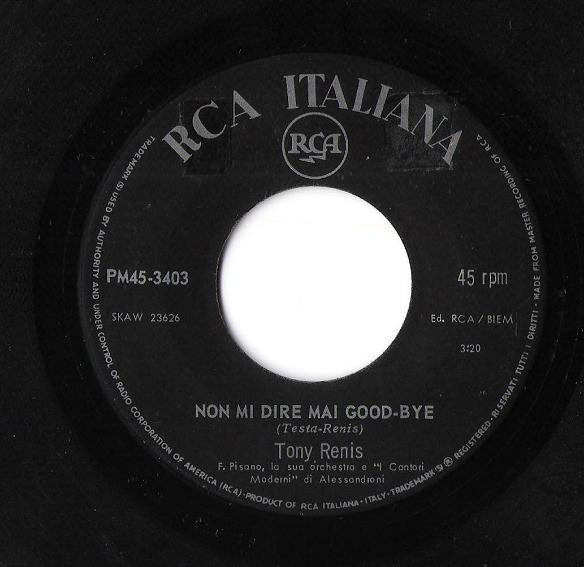 RCA ITALIANA
RCA
TRADEMARK (S) USED BY AUTHORITY AND UNDER CONTROL OF RADIO CORPORATION OF AMERICA (RCA) - PRODUCT OF RCA ITALIANA - ITALY - TRADEMARK (S) ® REGISTERED - RISERVATI TUTTI I DIRITTI - MADE FROM MASTER RECORDING OF RCA
PM45-3403
45 rpm
SKAW 23626
Ed. RCA/BIEM
3:20
NON MI DIRE MAI GOOD-BYE
(Testa-Renis)
Tony Renis
F. Pisano, la sua orchestra e "I Cantori
Moderni" di Alessandroni